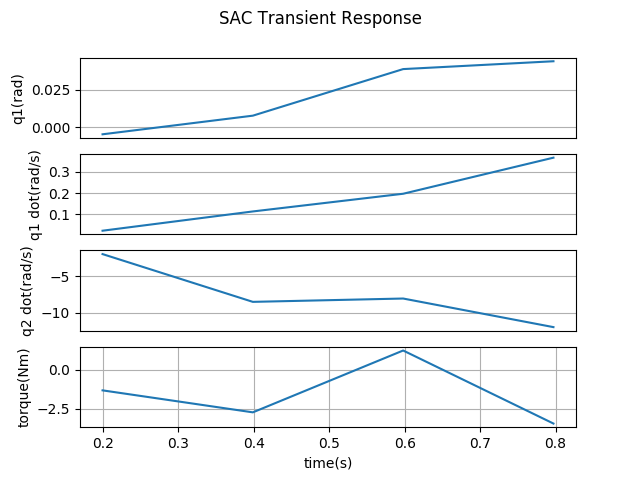 SAC Transient Response
q1(rad)
0.025
0.000
q1 dot(rad/s)
0.3
0.2
0.1
q2 dot(rad/s)
−5
−10
torque(Nm)
0.0
−2.5
0.2 0.3 0.4 0.5 0.6 0.7 0.8
time(s)